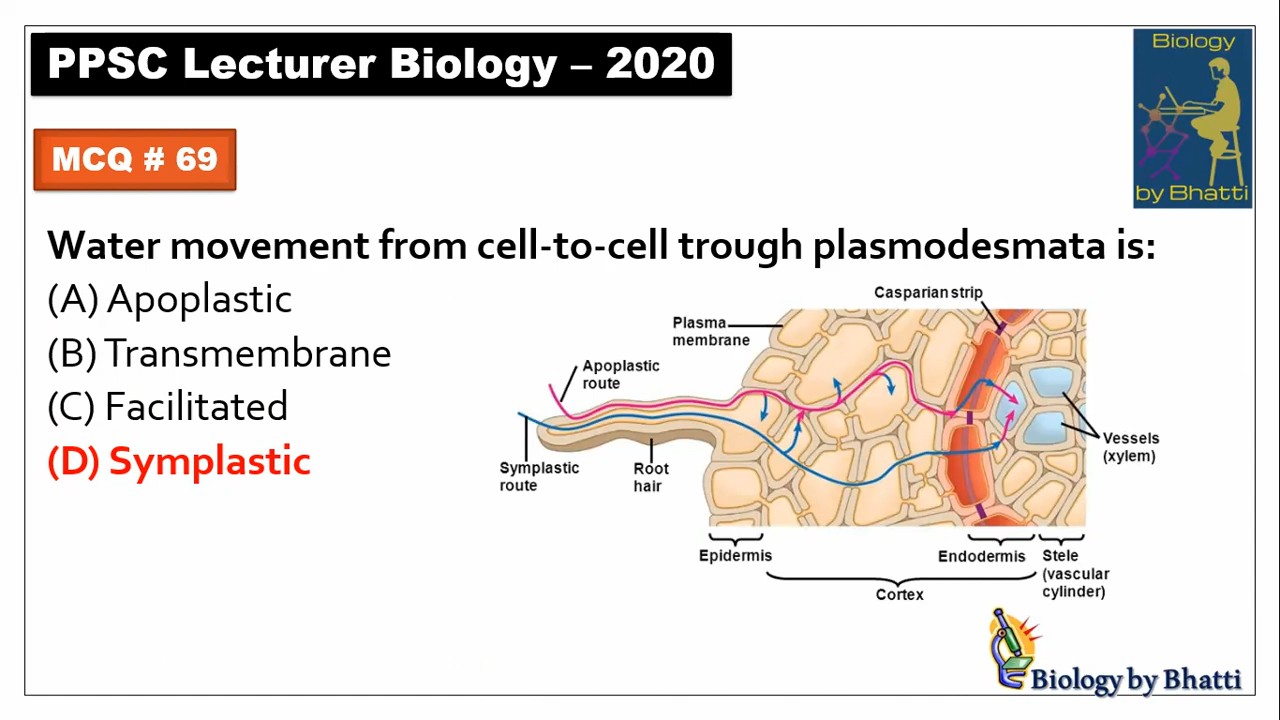 PPSC Lecturer Biology – 2020
Biology
by Bhatti
MCQ # 69
Water movement from cell-to-cell trough plasmodesmata is:
(A) Apoplastic
(B) Transmembrane
(C) Facilitated
(D) Symplastic
Casparian strip
Plasma
membrane
Apoplastic
route
Symplastic
route
Root
hair
Vessels
(xylem)
Epidermis
Endodermis
Stele
(vascular
cylinder)
Cortex
Biology by Bhatti